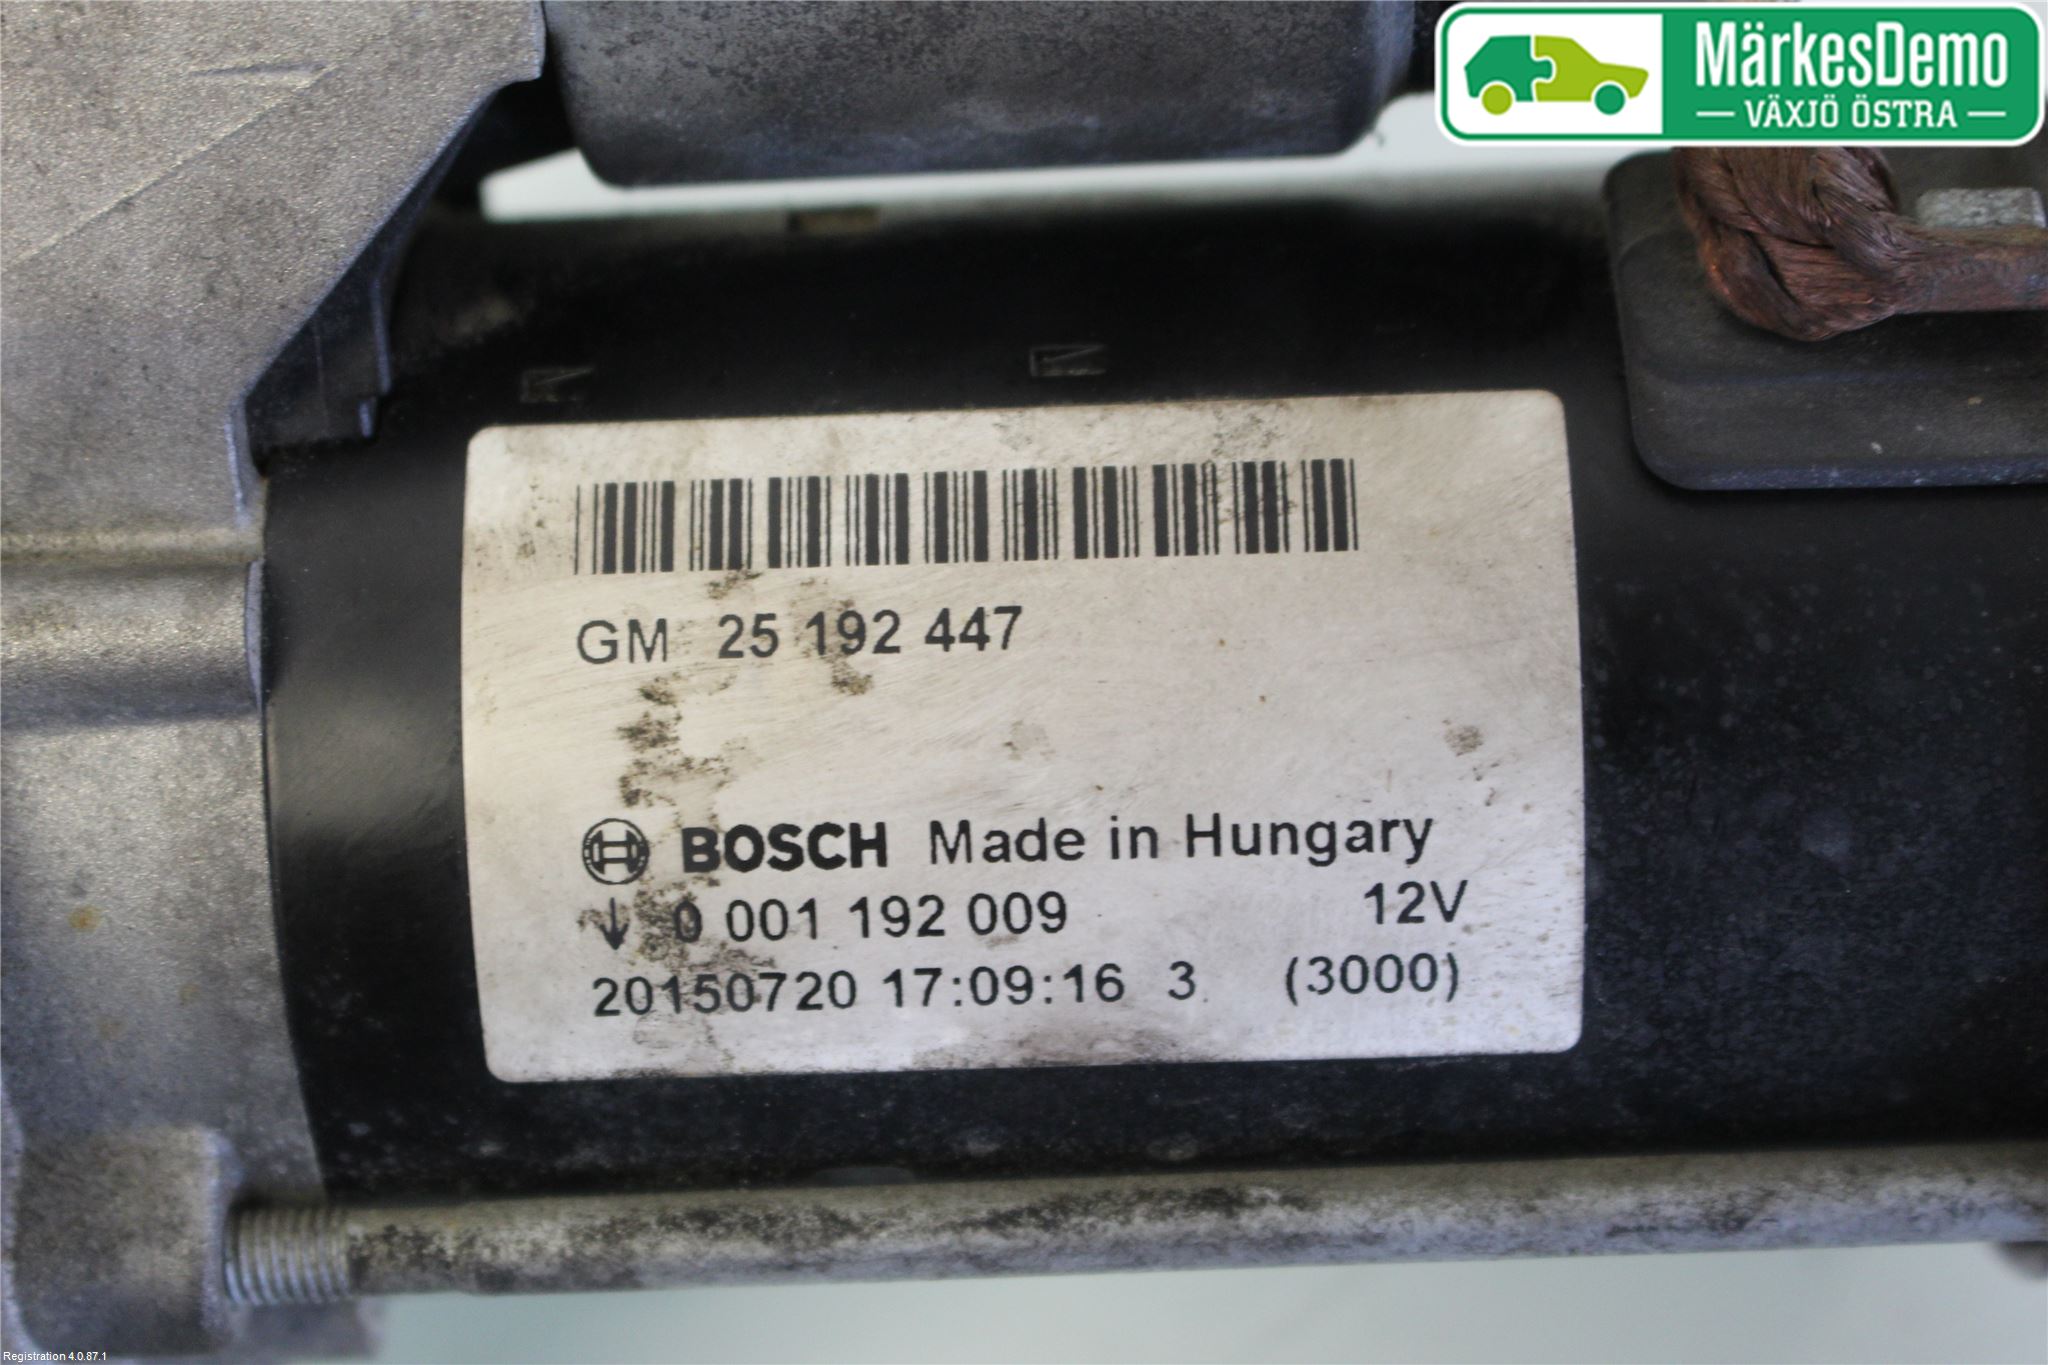 MärkesDemo
VÄXJÖ ÖSTRA
GM 25 192 447
BOSCH Made in Hungary
↓ 0 001 192 009 12V
20150720 17:09:16 3 (3000)
Registration 4.0.87.1